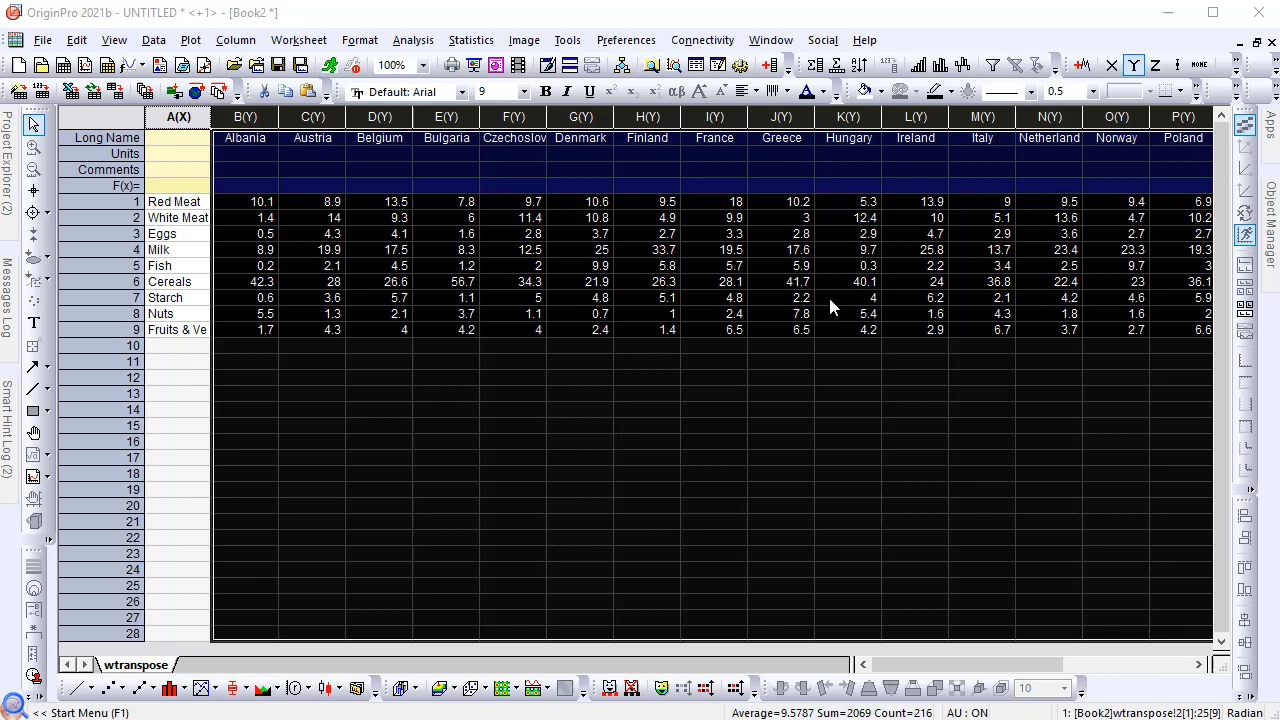 OriginPro 2021b - UNTITLED * <+1> - [Book2 *]
File Edit View Data Plot Column Worksheet Format Analysis Statistics Image Tools Preferences Connectivity Window Social Help
100%
Default: Arial 9 B I U 0.5
X Y Z NONE
A(X) B(Y) C(Y) D(Y) E(Y) F(Y) G(Y) H(Y) I(Y) J(Y) K(Y) L(Y) M(Y) N(Y) O(Y) P(Y)
Long Name Albania Austria Belgium Bulgaria Czechoslov Denmark Finland France Greece Hungary Ireland Italy Netherland Norway Poland
Units
Comments
F(x)=
1 Red Meat 10.1 8.9 13.5 7.8 9.7 10.6 9.5 18 10.2 5.3 13.9 9 9.5 9.4 6.9
2 White Meat 1.4 14 9.3 6 11.4 10.8 4.9 9.9 3 12.4 10 5.1 13.6 4.7 10.2
3 Eggs 0.5 4.3 4.1 1.6 2.8 3.7 2.7 3.3 2.8 2.9 4.7 2.9 3.6 2.7 2.7
4 Milk 8.9 19.9 17.5 8.3 12.5 25 33.7 19.5 17.6 9.7 25.8 13.7 23.4 23.3 19.3
5 Fish 0.2 2.1 4.5 1.2 2 9.9 5.8 5.7 5.9 0.3 2.2 3.4 2.5 9.7 3
6 Cereals 42.3 28 26.6 56.7 34.3 21.9 26.3 28.1 41.7 40.1 24 36.8 22.4 23 36.1
7 Starch 0.6 3.6 5.7 1.1 5 4.8 5.1 4.8 2.2 4 6.2 2.1 4.2 4.6 5.9
8 Nuts 5.5 1.3 2.1 3.7 1.1 0.7 1 2.4 7.8 5.4 1.6 4.3 1.8 1.6 2
9 Fruits & Ve 1.7 4.3 4 4.2 4 2.4 1.4 6.5 6.5 4.2 2.9 6.7 3.7 2.7 6.6
10
11
12
13
14
15
16
17
18
19
20
21
22
23
24
25
26
27
28
Project Explorer (2)
Messages Log
Smart Hint Log (2)
Apps
Object Manager
wtranspose
10
<< Start Menu (F1) Average=9.5787 Sum=2069 Count=216 AU : ON 1: [Book2]wtranspose!2[1]:25[9] Radian